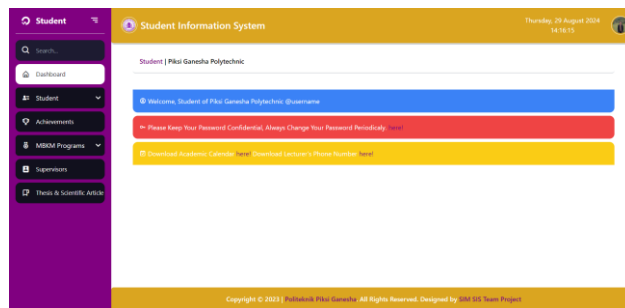 Student
Student Information System
Thursday, 29 August 2024
14:16:15
Search...
Dashboard
Student
Achievements
MBKM Programs
Supervisors
Thesis & Scientific Article
Student | Piksi Ganesha Polytechnic
Welcome, Student of Piksi Ganesha Polytechnic @username
Please Keep Your Password Confidential, Always Change Your Password Periodicely. here!
Download Academic Calendar here! Download Lecturer's Phone Number here!
Copyright © 2023 | Politeknik Piksi Ganesha. All Rights Reserved. Designed by SIM SIS Team Project